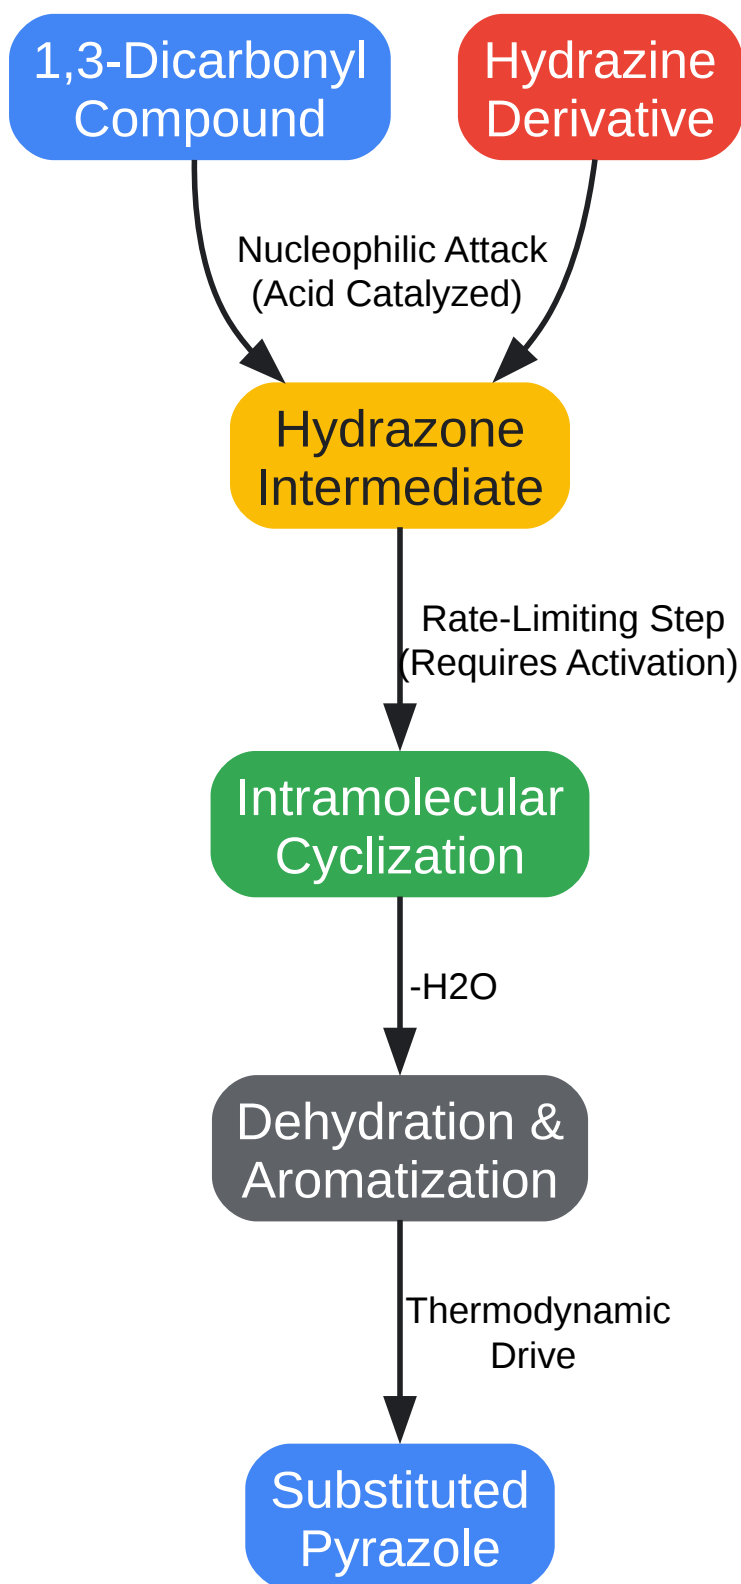 1,3-Dicarbonyl
Compound
Hydrazine
Derivative
Nucleophilic Attack
(Acid Catalyzed)
Hydrazone
Intermediate
Rate-Limiting Step
(Requires Activation)
Intramolecular
Cyclization
-H2O
Dehydration &
Aromatization
Thermodynamic
Drive
Substituted
Pyrazole